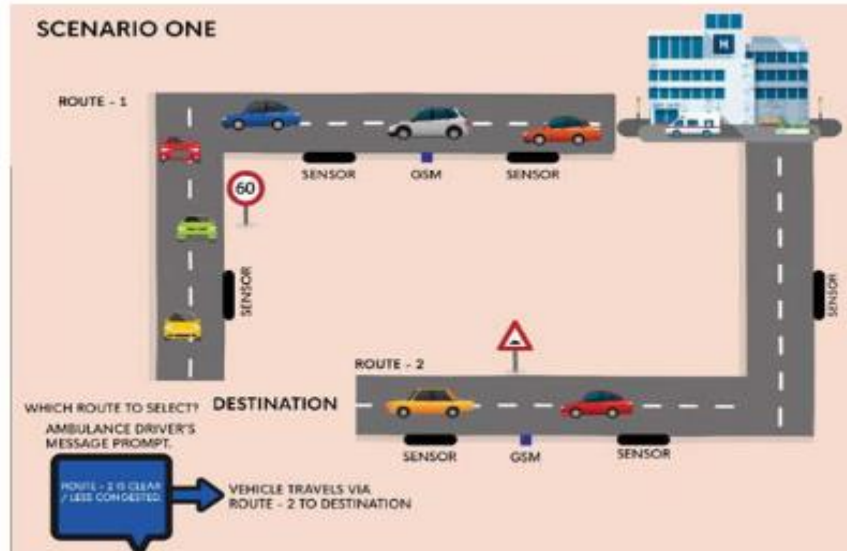 SCENARIO ONE
H
ROUTE - 1
SENSOR
GSM
SENSOR
60
SENSOR
SENSOR
ROUTE - 2
WHICH ROUTE TO SELECT?
DESTINATION
AMBULANCE DRIVER'S
MESSAGE PROMPT.
SENSOR
GSM
SENSOR
ROUTE - 2 IS CLEAR
/ LESS CONGESTED.
VEHICLE TRAVELS VIA
ROUTE - 2 TO DESTINATION